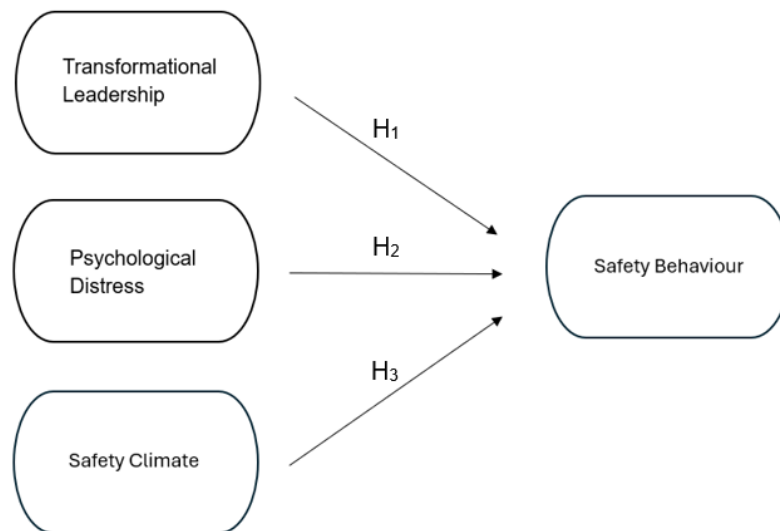 Transformational
Leadership
H₁
Psychological
Distress
H₂
Safety Behaviour
H₃
Safety Climate